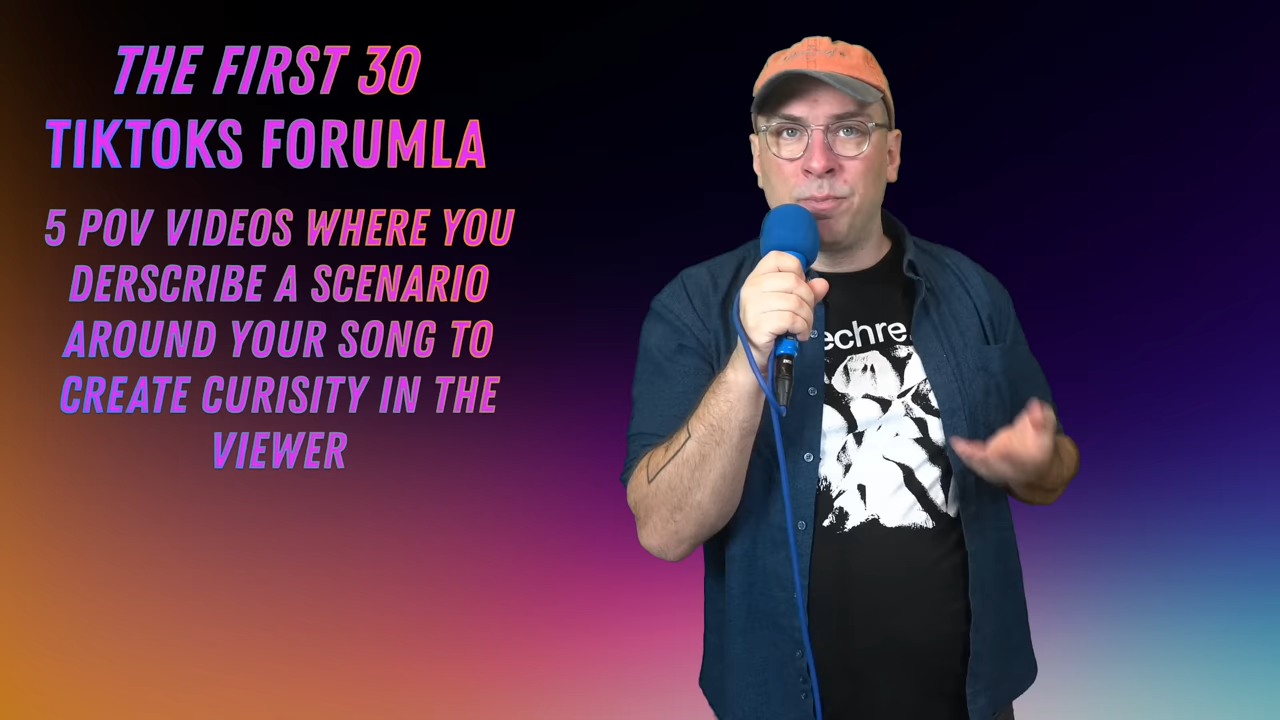 THE FIRST 30
TIKTOKS FORUMLA
5 POV VIDEOS WHERE YOU
DERSCRIBE A SCENARIO
AROUND YOUR SONG TO
CREATE CURISITY IN THE
VIEWER
echre